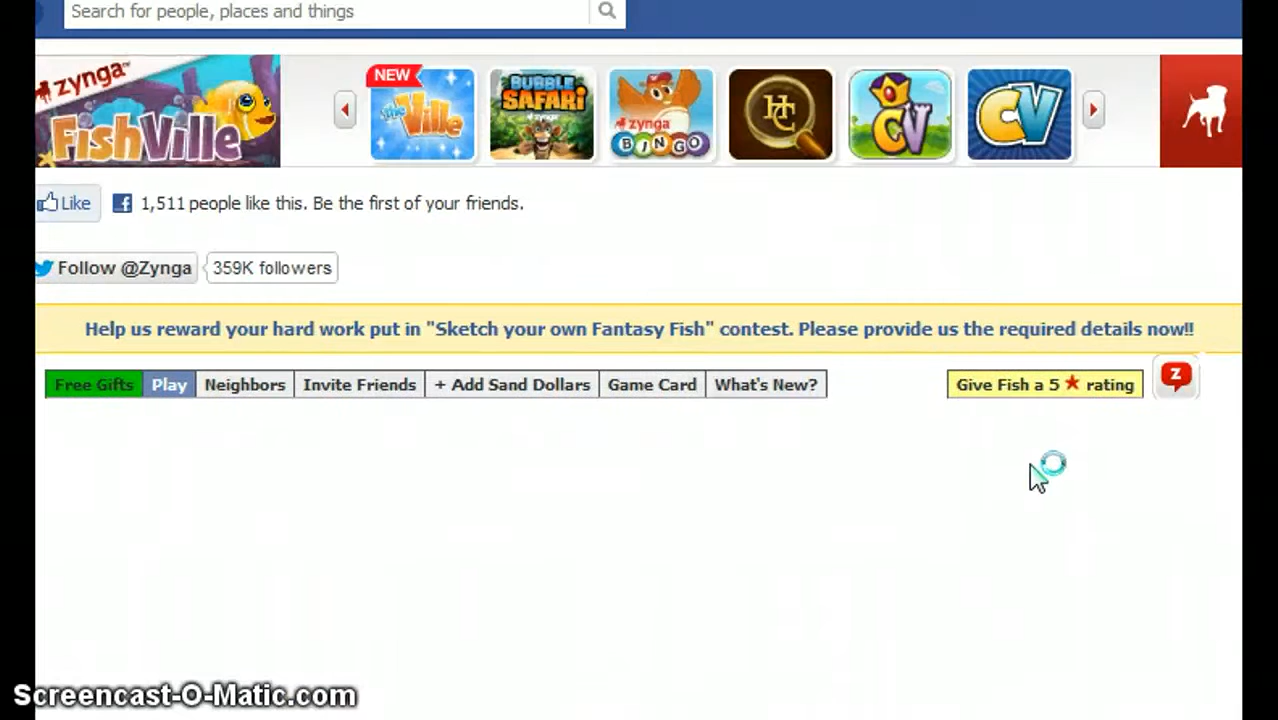 Search for people, places and things
zynga
FishVille
NEW
the Ville
BUBBLE SAFARI
zynga
zynga
BINGO
HC
CV
CV
Like
1,511 people like this. Be the first of your friends.
Follow @Zynga
359K followers
Help us reward your hard work put in "Sketch your own Fantasy Fish" contest. Please provide us the required details now!!
Free Gifts Play Neighbors Invite Friends + Add Sand Dollars Game Card What's New? Give Fish a 5 ★ rating
z
Screencast-O-Matic.com